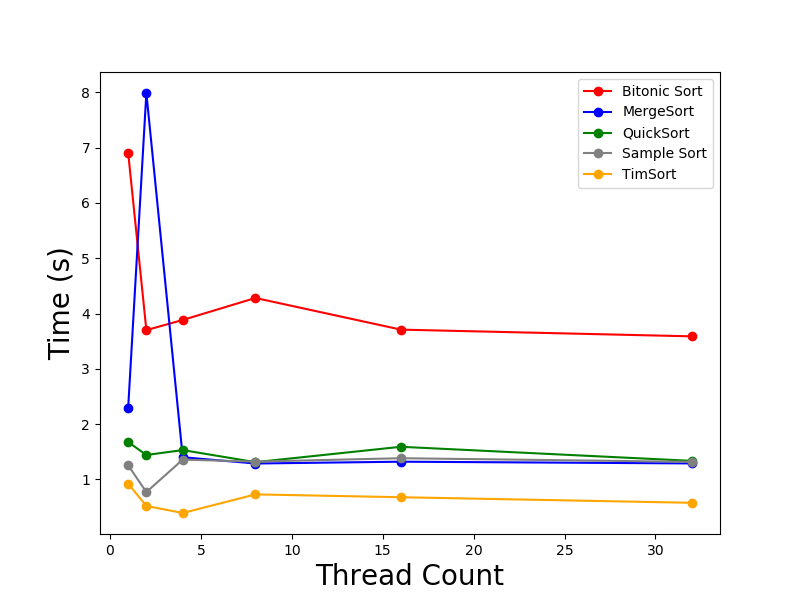 Bitonic Sort
MergeSort
QuickSort
Sample Sort
TimSort
Time (s)
8
7
6
5
4
3
2
1
0 5 10 15 20 25 30
Thread Count